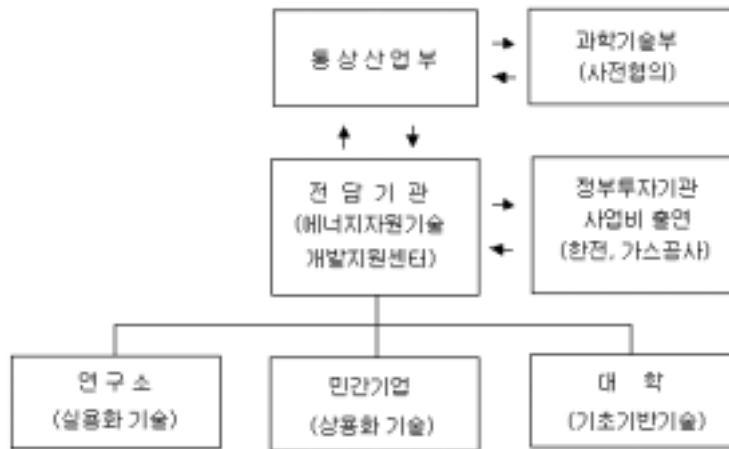 통 상 산 업 부
과학기술부
(사전협의)
전 담 기 관
(에너지자원기술
개발지원센터)
정부투자기관
사업비 출연
(한전, 가스공사)
연 구 소
(실용화 기술)
민간기업
(상용화 기술)
대 학
(기초기반기술)